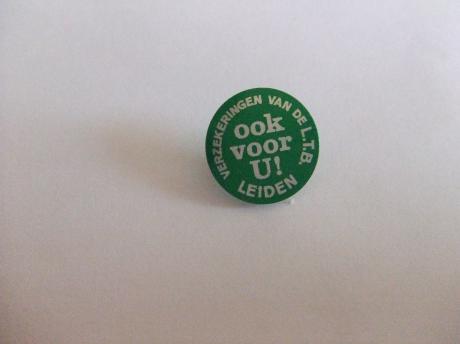 VERZEKERINGEN VAN DE L.T.B.
ook
voor
U!
LEIDEN